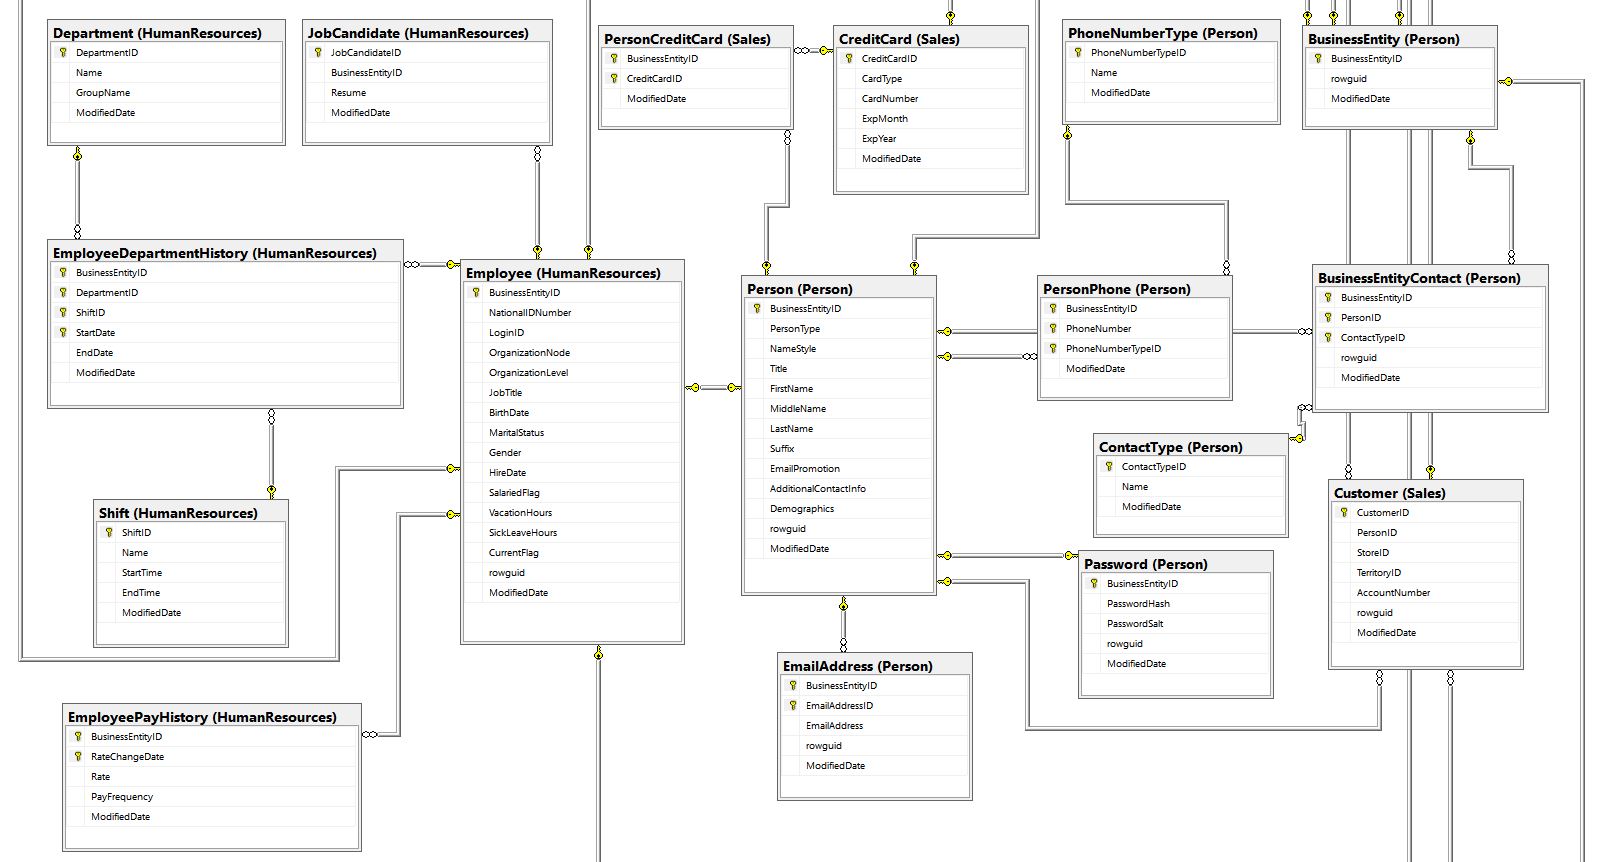 Department (HumanResources)
DepartmentID
Name
GroupName
ModifiedDate
JobCandidate (HumanResources)
JobCandidateID
BusinessEntityID
Resume
ModifiedDate
PersonCreditCard (Sales)
BusinessEntityID
CreditCardID
ModifiedDate
CreditCard (Sales)
CreditCardID
CardType
CardNumber
ExpMonth
ExpYear
ModifiedDate
PhoneNumberType (Person)
PhoneNumberTypeID
Name
ModifiedDate
BusinessEntity (Person)
BusinessEntityID
rowguid
ModifiedDate
EmployeeDepartmentHistory (HumanResources)
BusinessEntityID
DepartmentID
ShiftID
StartDate
EndDate
ModifiedDate
Employee (HumanResources)
BusinessEntityID
NationalIDNumber
LoginID
OrganizationNode
OrganizationLevel
JobTitle
BirthDate
MaritalStatus
Gender
HireDate
SalariedFlag
VacationHours
SickLeaveHours
CurrentFlag
rowguid
ModifiedDate
Person (Person)
BusinessEntityID
PersonType
NameStyle
Title
FirstName
MiddleName
LastName
Suffix
EmailPromotion
AdditionalContactInfo
Demographics
rowguid
ModifiedDate
PersonPhone (Person)
BusinessEntityID
PhoneNumber
PhoneNumberTypeID
ModifiedDate
BusinessEntityContact (Person)
BusinessEntityID
PersonID
ContactTypeID
rowguid
ModifiedDate
ContactType (Person)
ContactTypeID
Name
ModifiedDate
Customer (Sales)
CustomerID
PersonID
StoreID
TerritoryID
AccountNumber
rowguid
ModifiedDate
Shift (HumanResources)
ShiftID
Name
StartTime
EndTime
ModifiedDate
Password (Person)
BusinessEntityID
PasswordHash
PasswordSalt
rowguid
ModifiedDate
EmailAddress (Person)
BusinessEntityID
EmailAddressID
EmailAddress
rowguid
ModifiedDate
EmployeePayHistory (HumanResources)
BusinessEntityID
RateChangeDate
Rate
PayFrequency
ModifiedDate